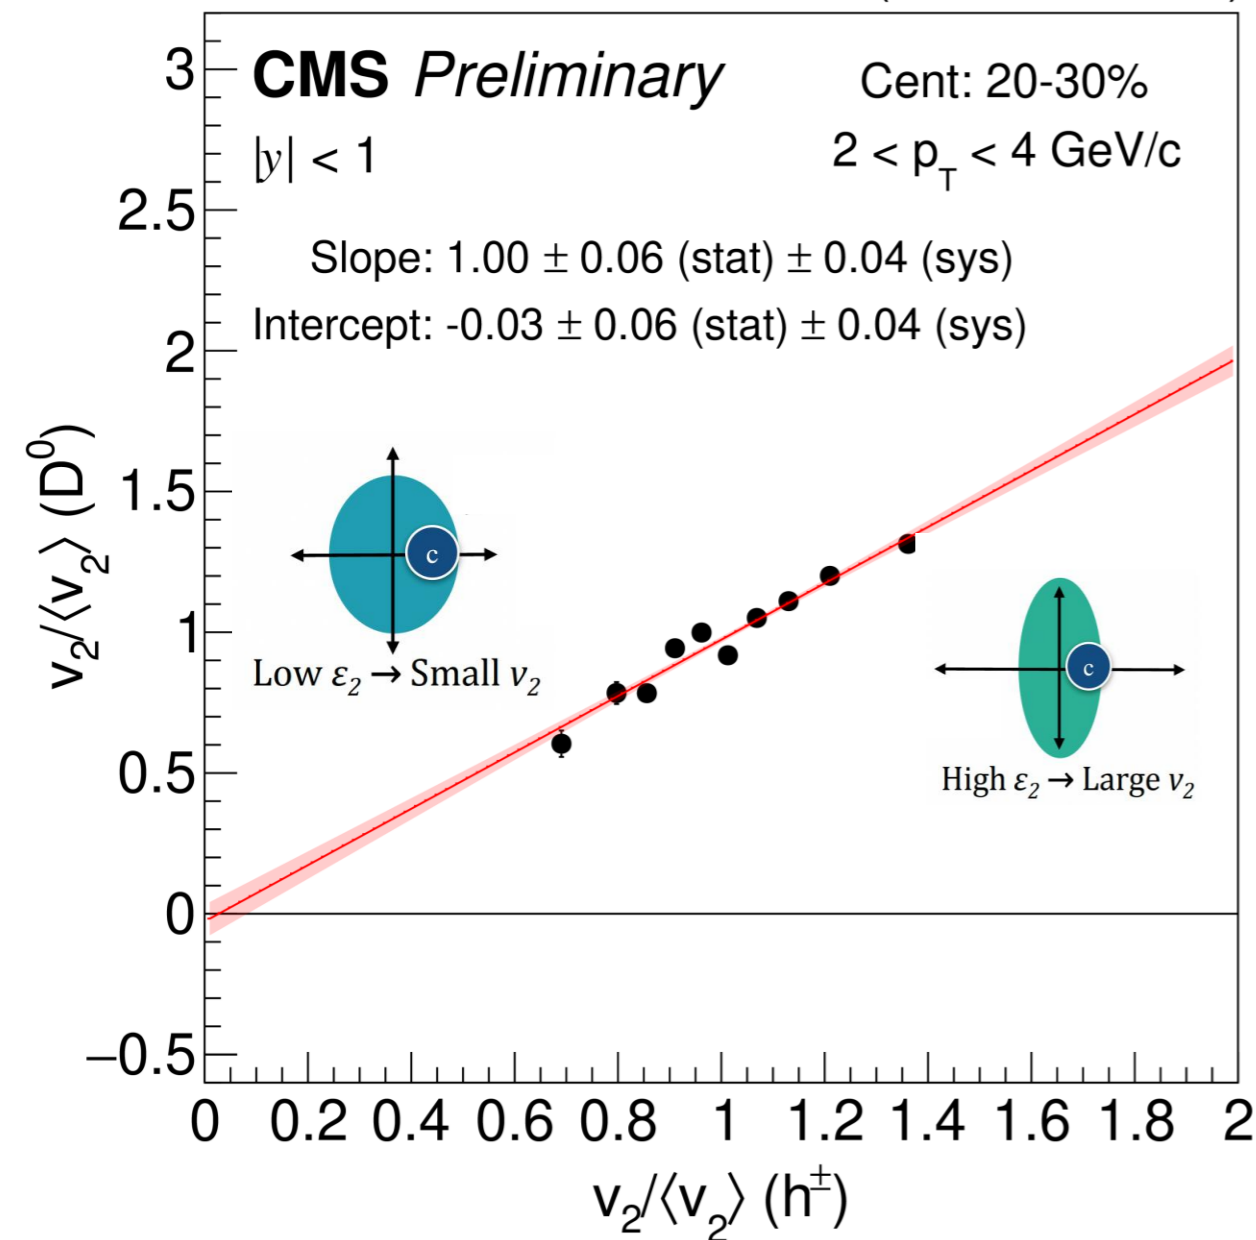 CMS Preliminary
Cent: 20-30%
|y| < 1
2 < p_T < 4 GeV/c
Slope: 1.00 ± 0.06 (stat) ± 0.04 (sys)
Intercept: -0.03 ± 0.06 (stat) ± 0.04 (sys)
v₂/⟨v₂⟩ (D⁰)
3
2.5
2
1.5
1
0.5
0
−0.5
c
Low ε₂ → Small v₂
c
High ε₂ → Large v₂
0 0.2 0.4 0.6 0.8 1 1.2 1.4 1.6 1.8 2
v₂/⟨v₂⟩ (h±)